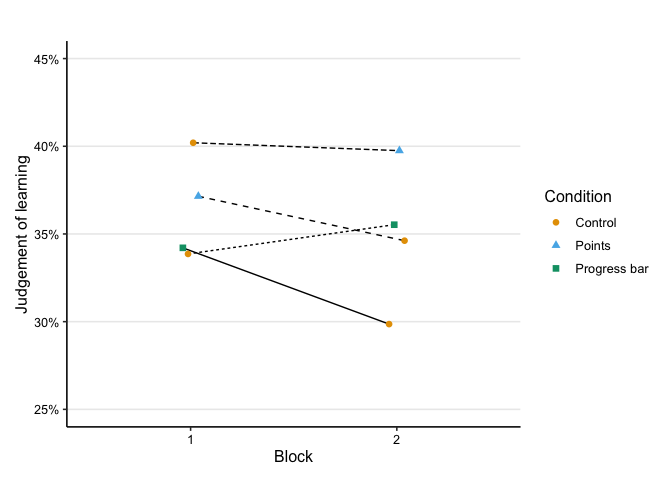 45%
40%
35%
30%
25%
Judgement of learning
1
2
Block
Condition
Control
Points
Progress bar